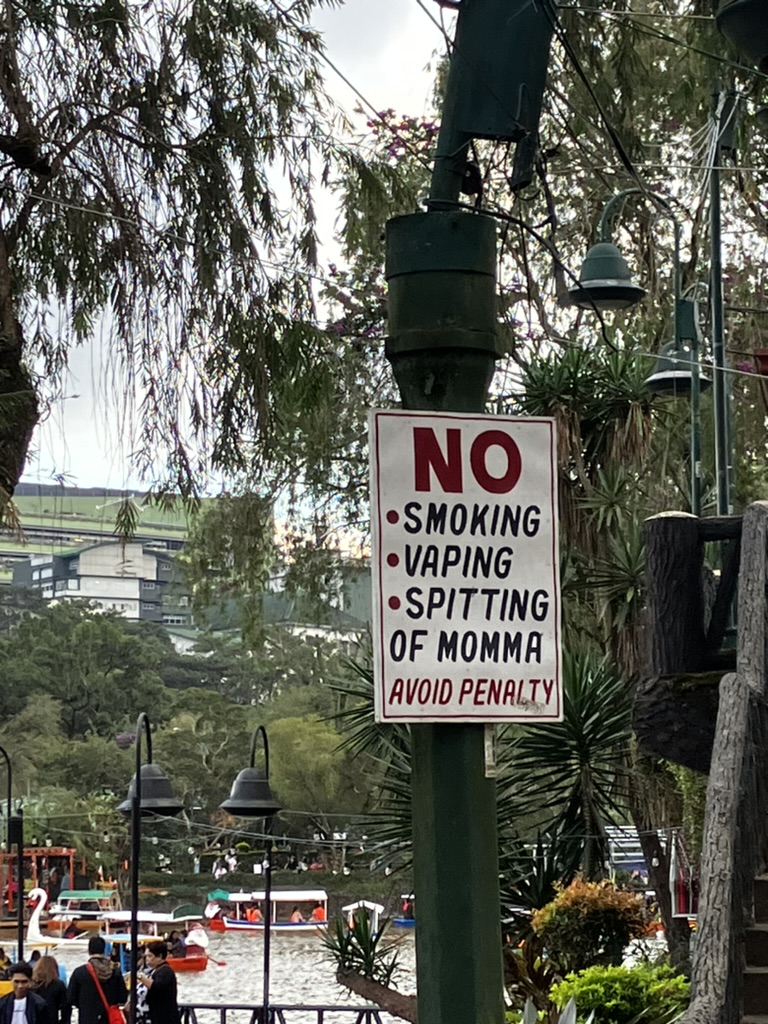 NO
•SMOKING
•VAPING
•SPITTING
OF MOMMA
AVOID PENALTY